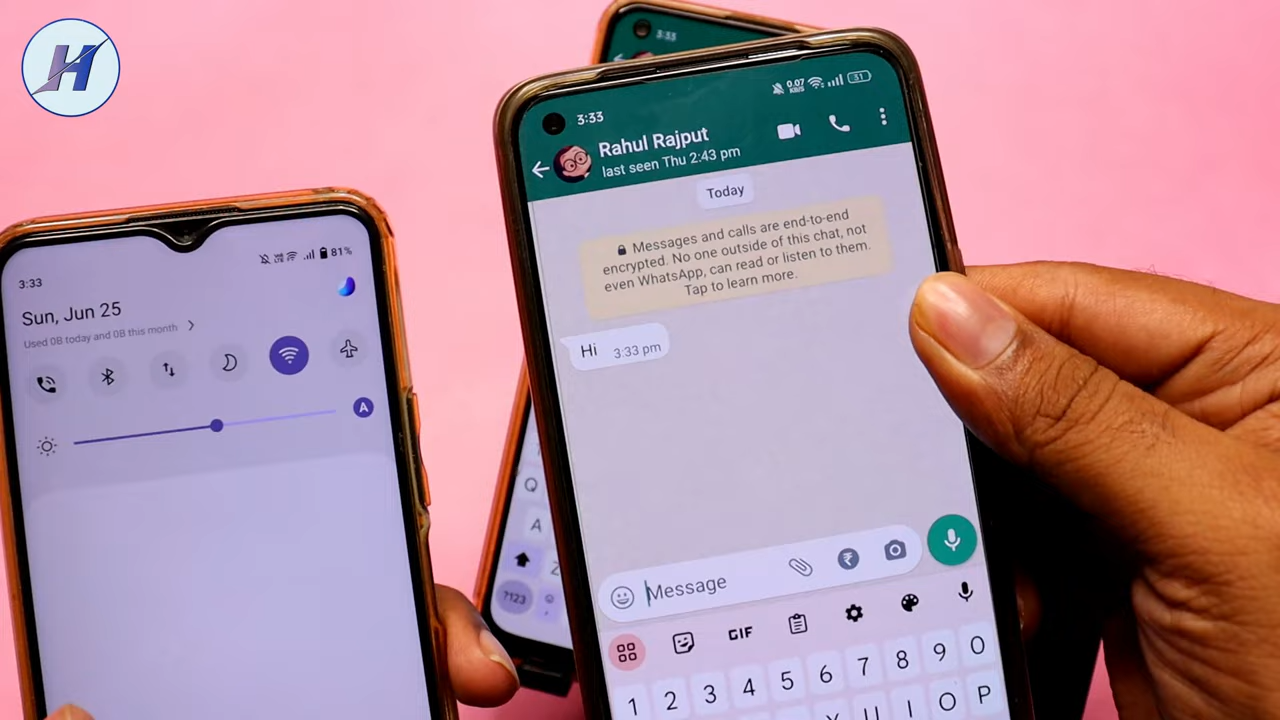 H
3:33
81%
Sun, Jun 25
Used 0B today and 0B this month
A
3:33
Q
A
Z
?123
3:33
0.07
KB/S
31
Rahul Rajput
last seen Thu 2:43 pm
Today
Messages and calls are end-to-end
encrypted. No one outside of this chat, not
even WhatsApp, can read or listen to them.
Tap to learn more.
Hi 3:33 pm
Message
₹
GIF
1 2 3 4 5 6 7 8 9 0
Y U I O P